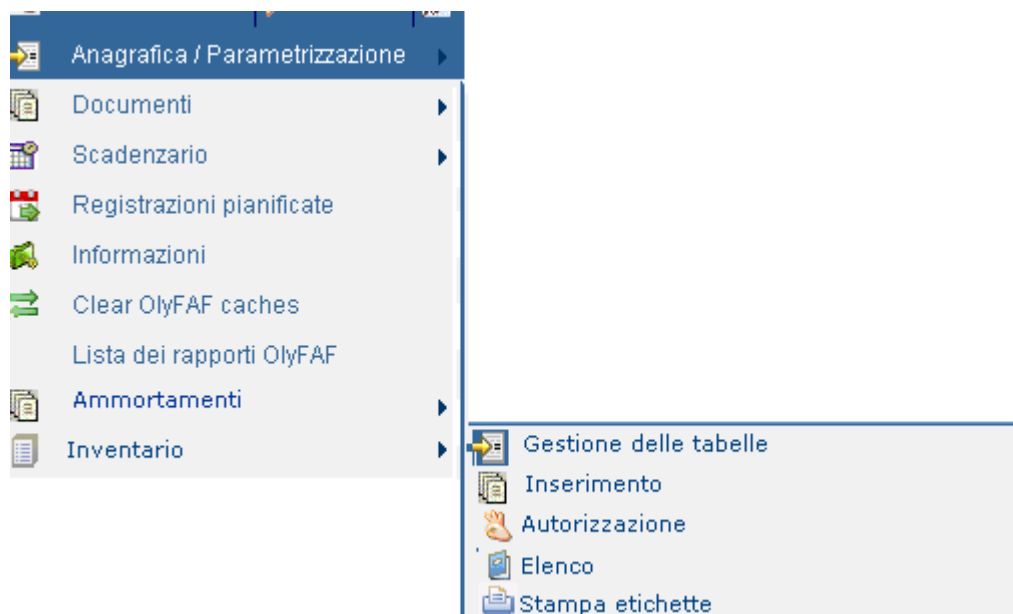 Anagrafica / Parametrizzazione
Documenti
Scadenzario
Registrazioni pianificate
Informazioni
Clear OlyFAF caches
Lista dei rapporti OlyFAF
Ammortamenti
Inventario
Gestione delle tabelle
Inserimento
Autorizzazione
Elenco
Stampa etichette